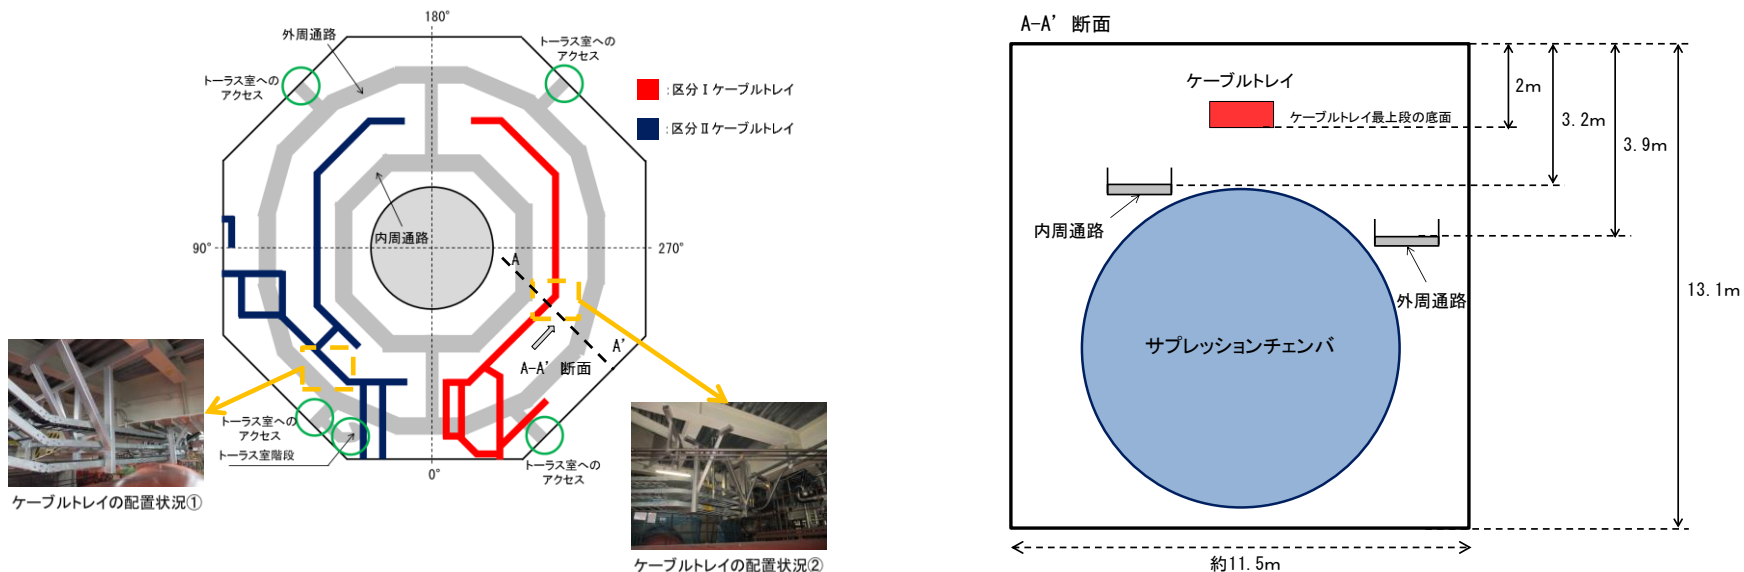 180°
外周通路
トーラス室への
アクセス
トーラス室への
アクセス
:区分Ⅰケーブルトレイ
:区分Ⅱケーブルトレイ
90°
内周通路
270°
A
A’
A-A’ 断面
トーラス室への
アクセス
トーラス室階段
0°
トーラス室への
アクセス
ケーブルトレイの配置状況①
ケーブルトレイの配置状況②
A-A’ 断面
ケーブルトレイ
ケーブルトレイ最上段の底面
2m
3.2m
3.9m
13.1m
内周通路
外周通路
サプレッションチェンバ
約11.5m